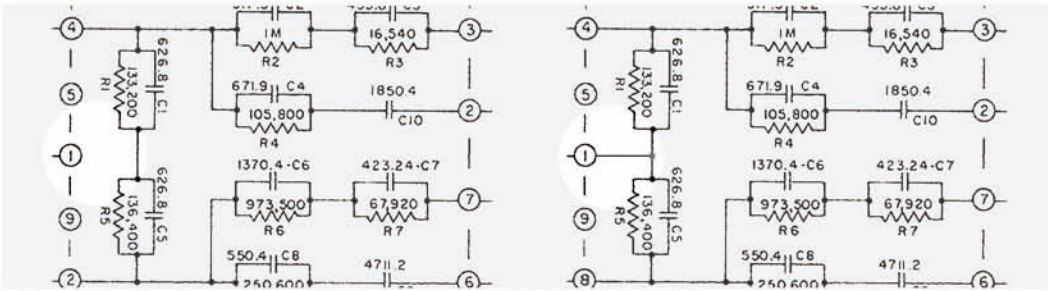 4
626.8 C1
133,200
R1
1M
R2
16,540
R3
3
5
671.9 C4
105,800
R4
1850.4
C10
2
1
1370.4-C6
973,500
R6
423.24-C7
67,920
R7
7
9
626.8 C5
136,400
R5
2
550.4 C8
250,600
4711.2
6
4
626.8 C1
133,200
R1
1M
R2
16,540
R3
3
5
671.9 C4
105,800
R4
1850.4
C10
2
1
1370.4-C6
973,500
R6
423.24-C7
67,920
R7
7
9
626.8 C5
136,400
R5
8
550.4 C8
250,600
4711.2
6